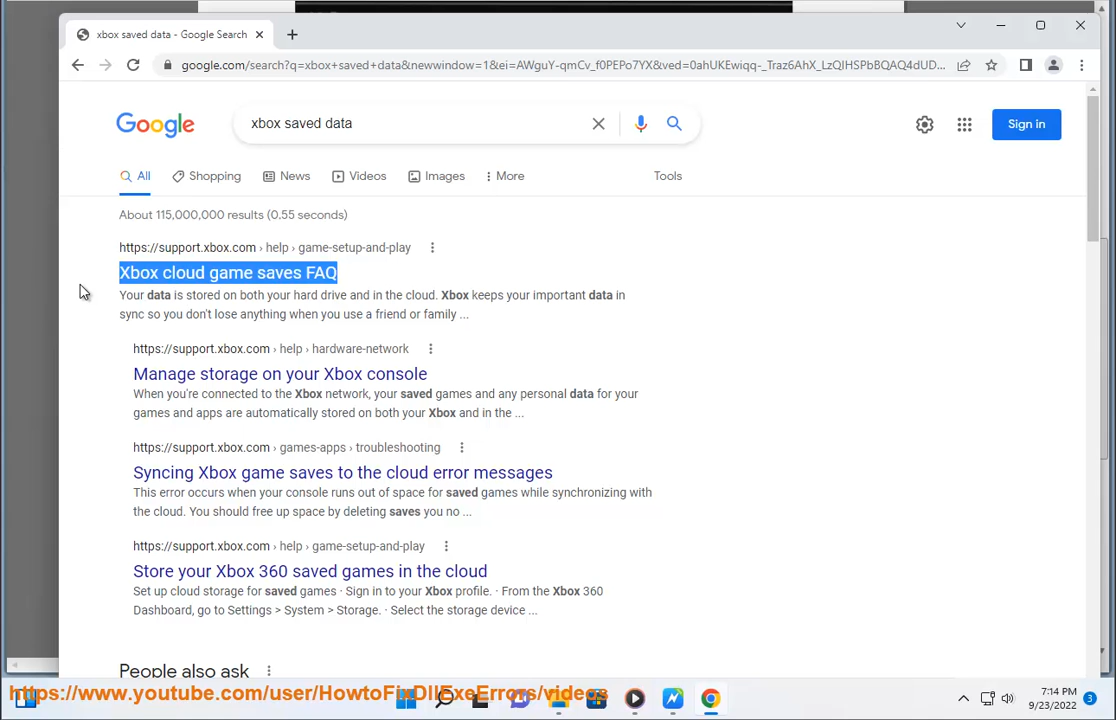 xbox saved data - Google Search
google.com/search?q=xbox+saved+data&newwindow=1&ei=AWguY-qmCv_f0PEPo7YX&ved=0ahUKEwiqq-_Traz6AhX_LzQIHSPbBQAQ4dUD...
Google
xbox saved data
Sign in
All
Shopping
News
Videos
Images
More
Tools
About 115,000,000 results (0.55 seconds)
https://support.xbox.com › help › game-setup-and-play
Xbox cloud game saves FAQ
Your data is stored on both your hard drive and in the cloud. Xbox keeps your important data in
sync so you don't lose anything when you use a friend or family ...
https://support.xbox.com › help › hardware-network
Manage storage on your Xbox console
When you're connected to the Xbox network, your saved games and any personal data for your
games and apps are automatically stored on both your Xbox and in the ...
https://support.xbox.com › games-apps › troubleshooting
Syncing Xbox game saves to the cloud error messages
This error occurs when your console runs out of space for saved games while synchronizing with
the cloud. You should free up space by deleting saves you no ...
https://support.xbox.com › help › game-setup-and-play
Store your Xbox 360 saved games in the cloud
Set up cloud storage for saved games · Sign in to your Xbox profile. · From the Xbox 360
Dashboard, go to Settings > System > Storage. · Select the storage device ...
People also ask
https://www.youtube.com/user/HowtoFixDllExeErrors/videos
7:14 PM
9/23/2022
3